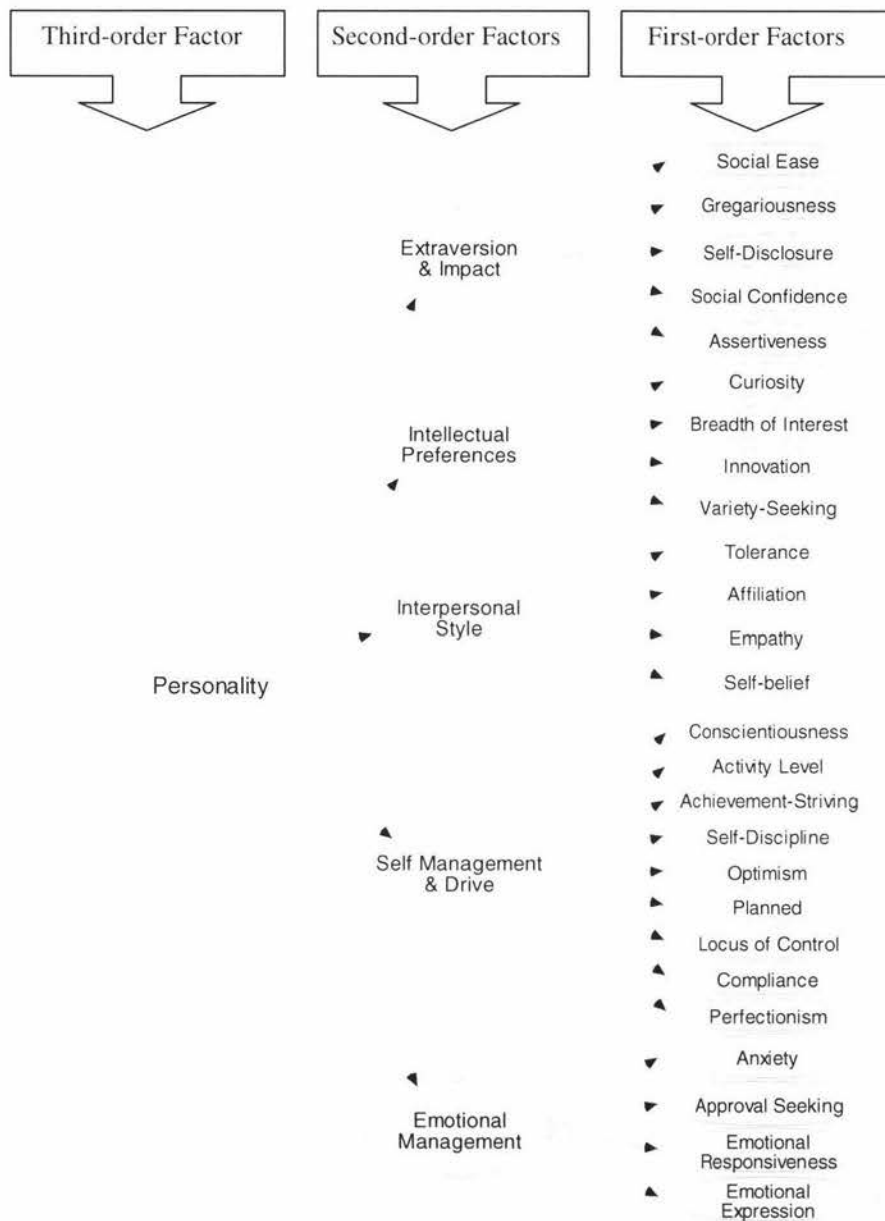 Third-order Factor
Second-order Factors
First-order Factors
Personality
Extraversion
& Impact
Intellectual
Preferences
Interpersonal
Style
Self Management
& Drive
Emotional
Management
Social Ease
Gregariousness
Self-Disclosure
Social Confidence
Assertiveness
Curiosity
Breadth of Interest
Innovation
Variety-Seeking
Tolerance
Affiliation
Empathy
Self-belief
Conscientiousness
Activity Level
Achievement-Striving
Self-Discipline
Optimism
Planned
Locus of Control
Compliance
Perfectionism
Anxiety
Approval Seeking
Emotional
Responsiveness
Emotional
Expression